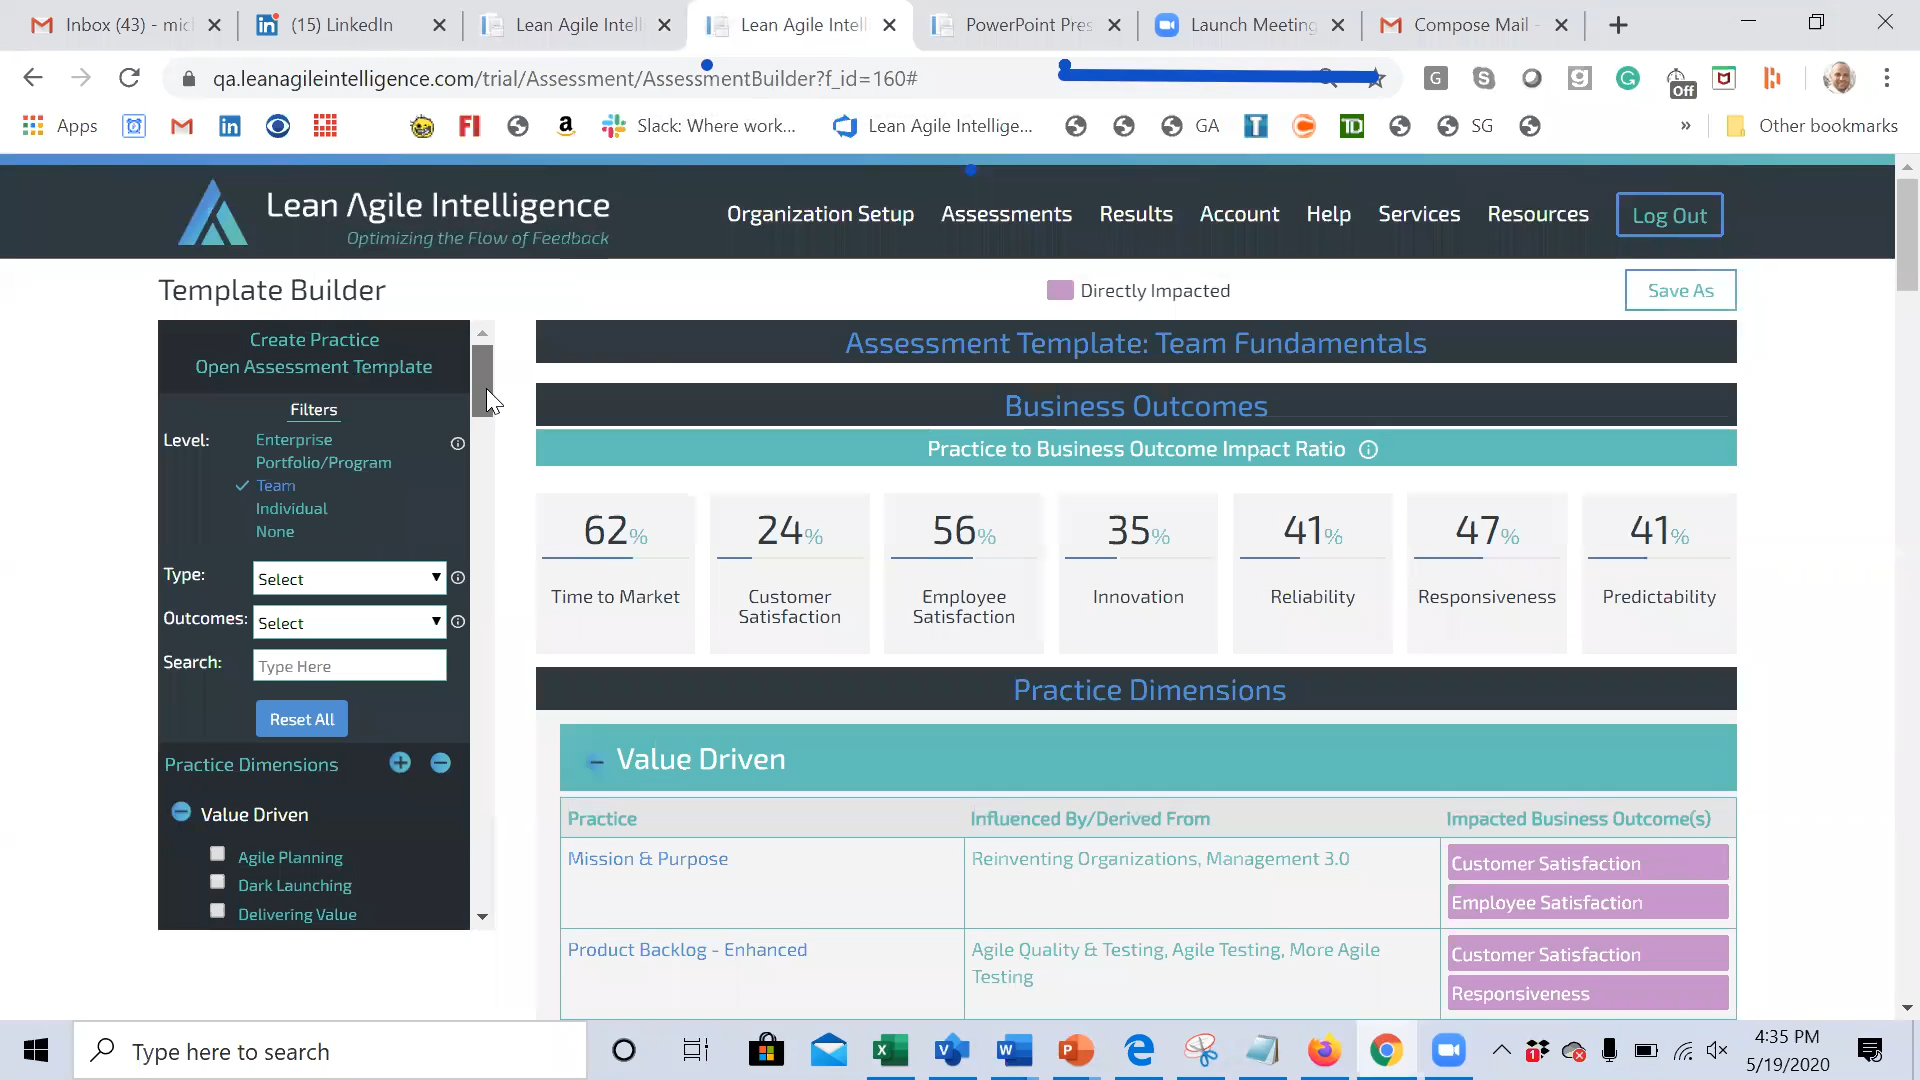 Inbox (43) - mic
(15) LinkedIn
Lean Agile Intelli
Lean Agile Intelli
PowerPoint Pres
Launch Meeting
Compose Mail -
qa.leanagileintelligence.com/trial/Assessment/AssessmentBuilder?f_id=160#
Off
Apps
Slack: Where work...
Lean Agile Intellige...
GA
SG
»
Other bookmarks
Lean Agile Intelligence
Optimizing the Flow of Feedback
Organization Setup
Assessments
Results
Account
Help
Services
Resources
Log Out
Template Builder
Directly Impacted
Save As
Create Practice
Open Assessment Template
Filters
Level:
Enterprise
Portfolio/Program
Team
Individual
None
Type:
Select
Outcomes:
Select
Search:
Type Here
Reset All
Practice Dimensions
Value Driven
Agile Planning
Dark Launching
Delivering Value
Assessment Template: Team Fundamentals
Business Outcomes
Practice to Business Outcome Impact Ratio
62%
Time to Market
24%
Customer
Satisfaction
56%
Employee
Satisfaction
35%
Innovation
41%
Reliability
47%
Responsiveness
41%
Predictability
Practice Dimensions
Value Driven
Practice
Influenced By/Derived From
Impacted Business Outcome(s)
Mission & Purpose
Reinventing Organizations, Management 3.0
Customer Satisfaction
Employee Satisfaction
Product Backlog - Enhanced
Agile Quality & Testing, Agile Testing, More Agile
Testing
Customer Satisfaction
Responsiveness
Type here to search
4:35 PM
5/19/2020